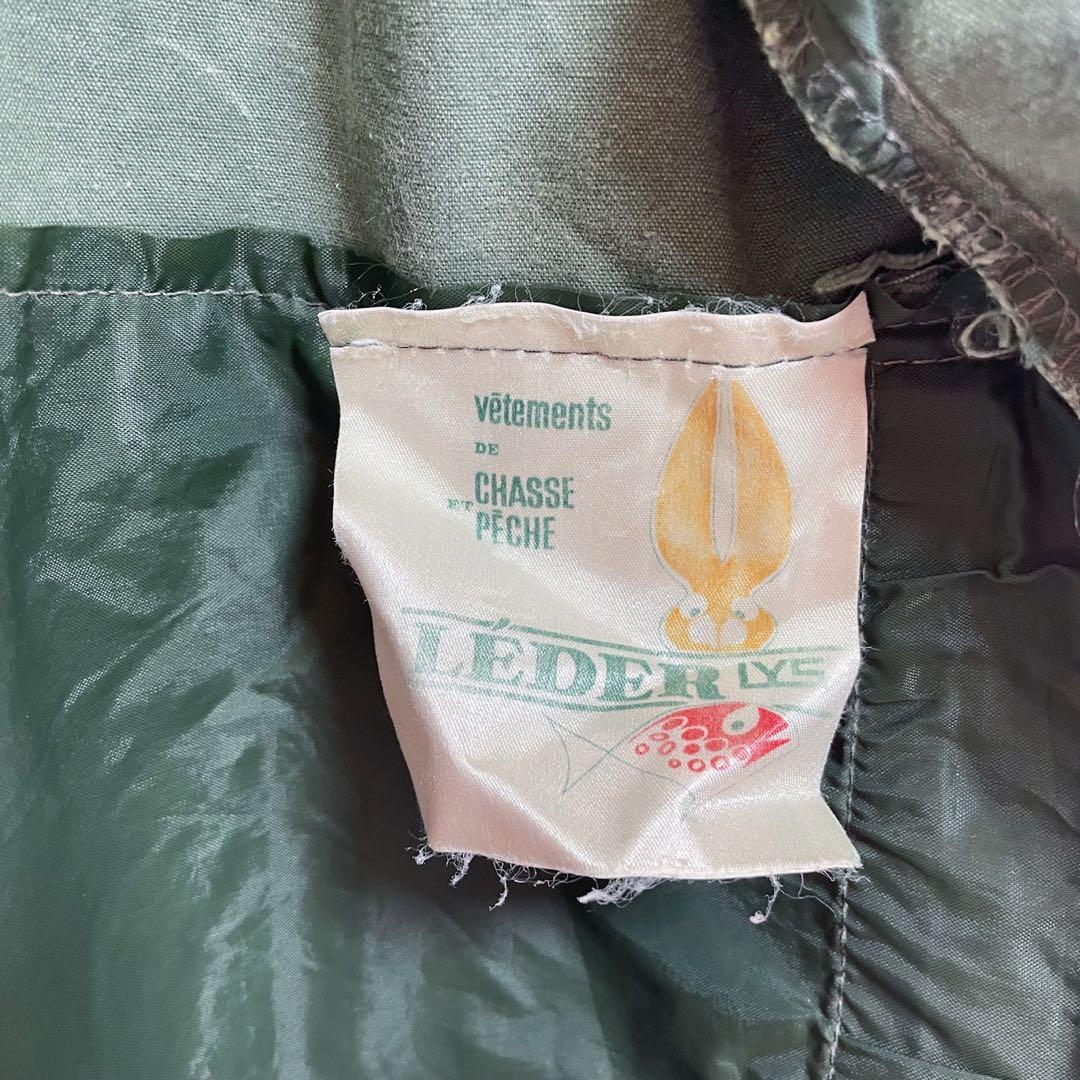 vêtements
DE
CHASSE
ET PÊCHE
LÉDER LYS